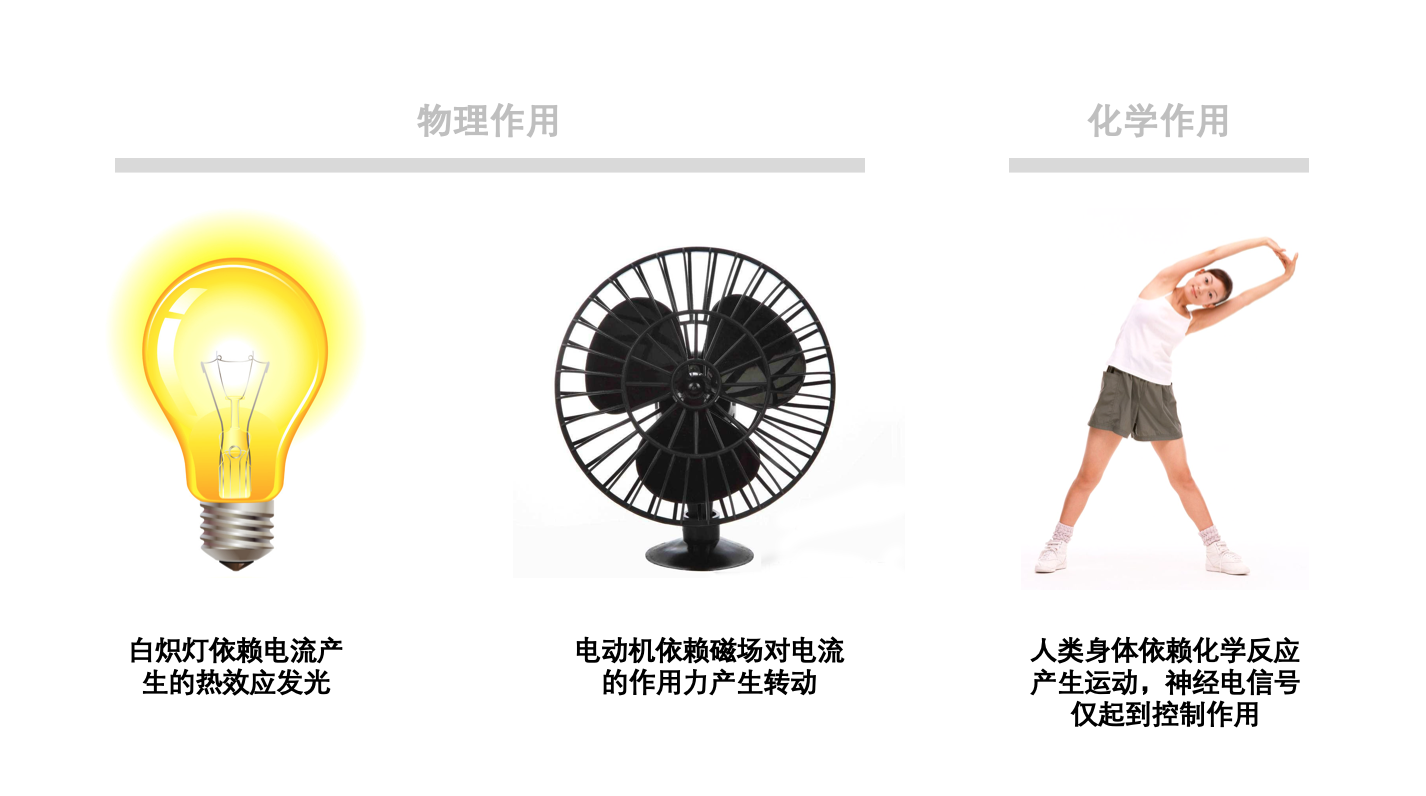 物理作用
化学作用
白炽灯依赖电流产
生的热效应发光
电动机依赖磁场对电流
的作用力产生转动
人类身体依赖化学反应
产生运动，神经电信号
仅起到控制作用